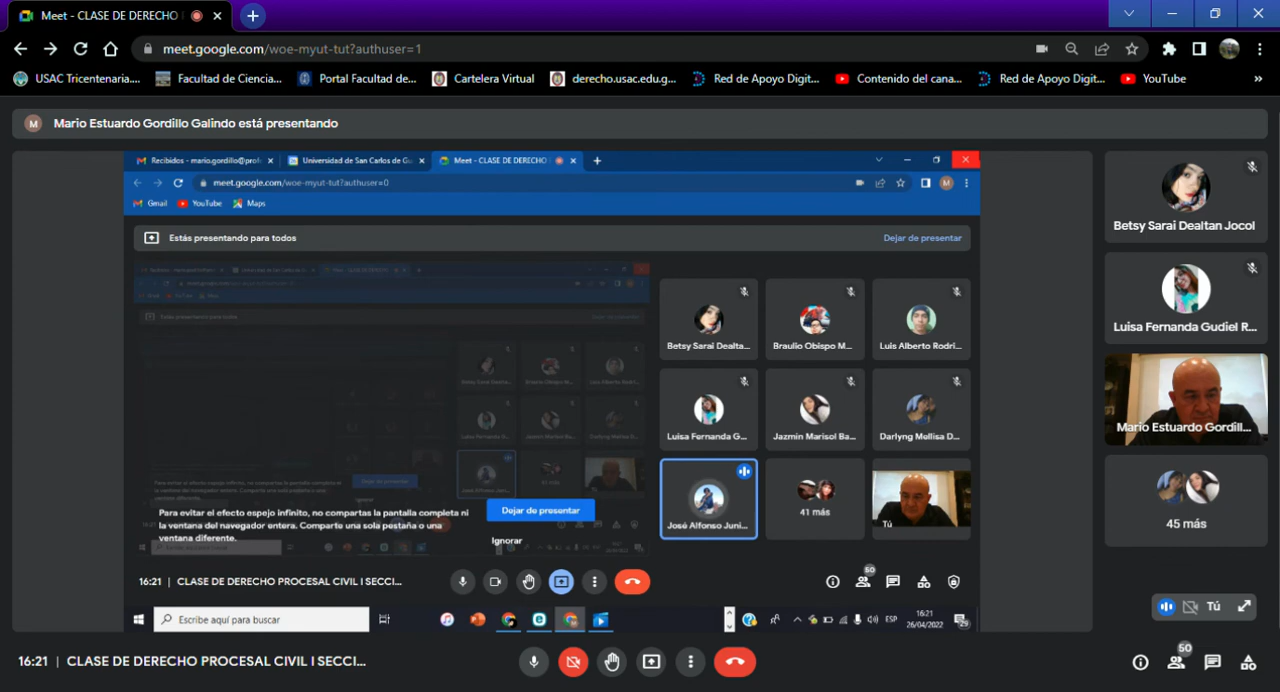 Meet - CLASE DE DERECHO
meet.google.com/woe-myut-tut?authuser=1
USAC Tricentenaria....
Facultad de Ciencia...
Portal Facultad de...
Cartelera Virtual
derecho.usac.edu.g...
Red de Apoyo Digit...
Contenido del cana...
Red de Apoyo Digit...
YouTube
»
M
Mario Estuardo Gordillo Galindo está presentando
Recibidos - mario.gordillo@profe
Universidad de San Carlos de Gu
Meet - CLASE DE DERECHO
meet.google.com/woe-myut-tut?authuser=0
M
Gmail
YouTube
Maps
Estás presentando para todos
Dejar de presentar
Betsy Sarai Dealta...
Braulio Obispo M...
Luis Alberto Rodri...
Luisa Fernanda G...
Jazmin Marisol Ba...
Darlyng Mellisa D...
José Alfonso Juni...
41 más
Tú
Para evitar el efecto espejo infinito, no compartas la pantalla completa ni
la ventana del navegador entera. Comparte una sola pestaña o una
ventana diferente.
Dejar de presentar
Ignorar
16:21 | CLASE DE DERECHO PROCESAL CIVIL I SECCI...
50
Escribe aquí para buscar
ESP
16:21
26/04/2022
Betsy Sarai Dealtan Jocol
Luisa Fernanda Gudiel R...
Mario Estuardo Gordill...
45 más
Tú
16:21 | CLASE DE DERECHO PROCESAL CIVIL I SECCI...
50